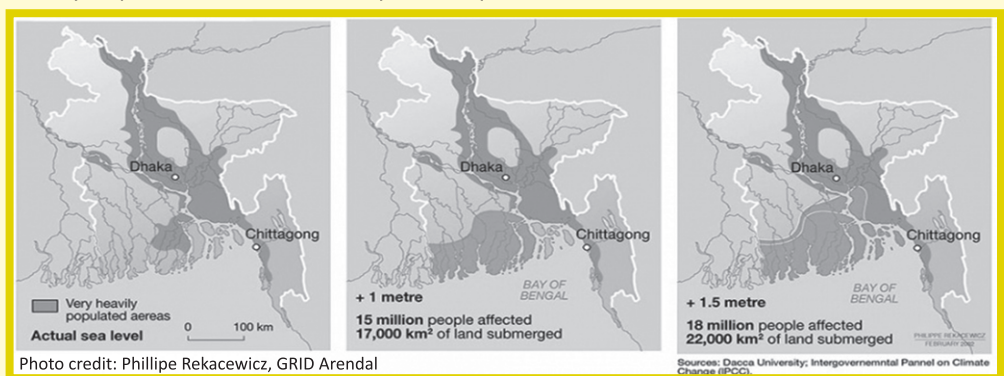 Dhaka
Chittagong
Very heavily
populated aereas
Actual sea level
0 100 km
Dhaka
Chittagong
BAY OF
BENGAL
+ 1 metre
15 million people affected
17,000 km² of land submerged
Dhaka
Chittagong
BAY OF
BENGAL
+ 1.5 metre
18 million people affected
22,000 km² of land submerged
PHILIPPE REKACEWICZ
FEBRUARY
Photo credit: Phillipe Rekacewicz, GRID Arendal
Sources: Dacca University; Intergovernemntal Pannel on Climate
Change (IPCC).